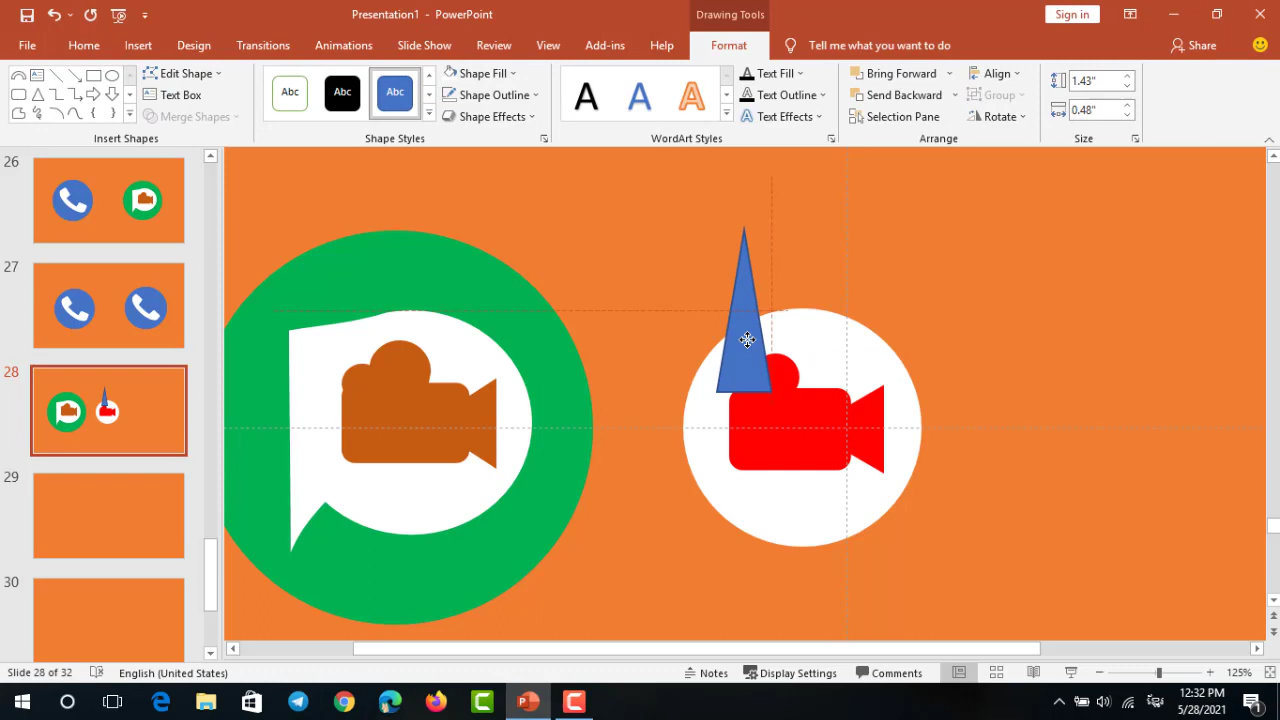 Presentation1 - PowerPoint
Drawing Tools
Sign in
File Home Insert Design Transitions Animations Slide Show Review View Add-ins Help Format Tell me what you want to do Share
Edit Shape
Text Box
Merge Shapes
Insert Shapes
Abc Abc Abc
Shape Fill
Shape Outline
Shape Effects
Shape Styles
A A A
Text Fill
Text Outline
Text Effects
WordArt Styles
Bring Forward
Send Backward
Selection Pane
Align
Group
Rotate
Arrange
1.43"
0.48"
Size
26
27
28
29
30
Slide 28 of 32 English (United States) Notes Display Settings Comments 125%
12:32 PM
5/28/2021